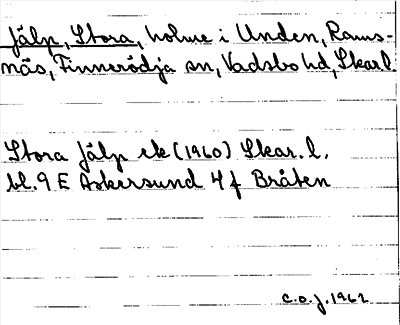 Jälp, Stora, holme i Unden, Rams-
näs, Finnerödja sn, Vadsbo hd, Skarl.
Stora Jälp ek (1960) Skar. l.
bl. 9 E Askersund 4 f Bråten
C.O.J. 1962